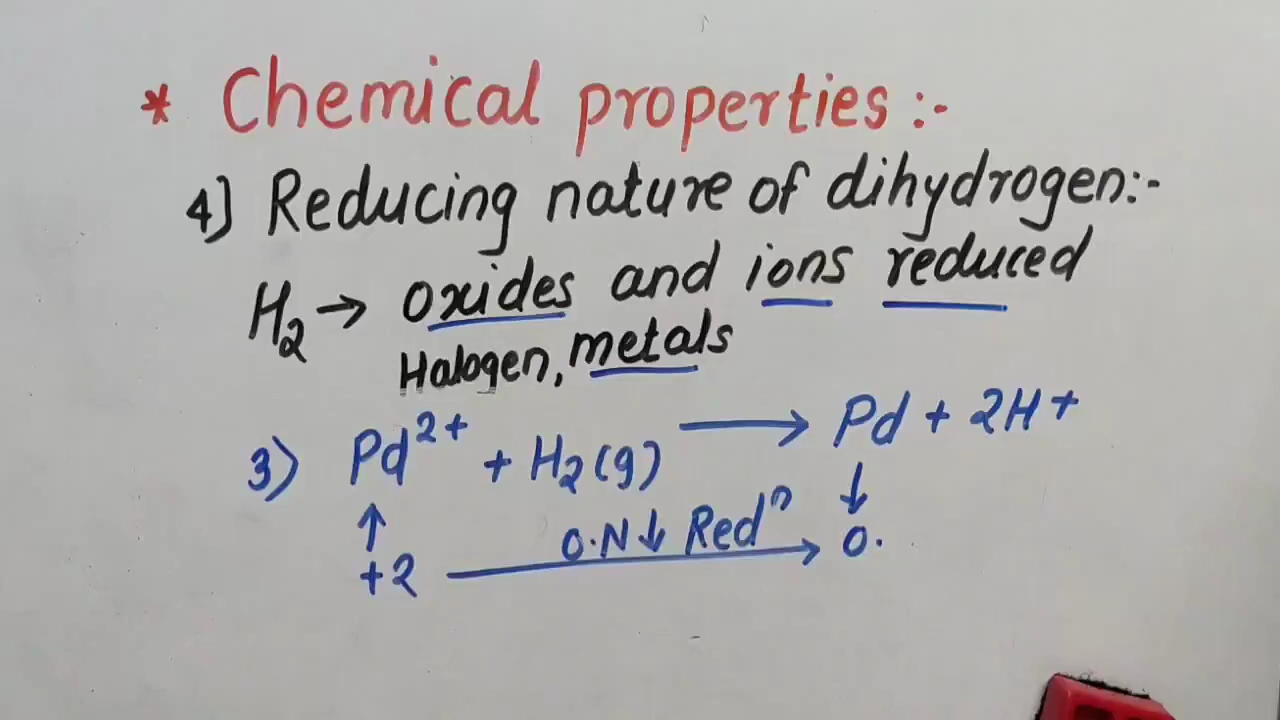 * Chemical properties :-
4) Reducing nature of dihydrogen:-
H₂ → oxides and ions reduced
Halogen, metals
3) Pd²⁺ + H₂(g) ⟶ Pd + 2H+
↑ ↓
O.N↓ Redⁿ
+2 ⟶ 0.